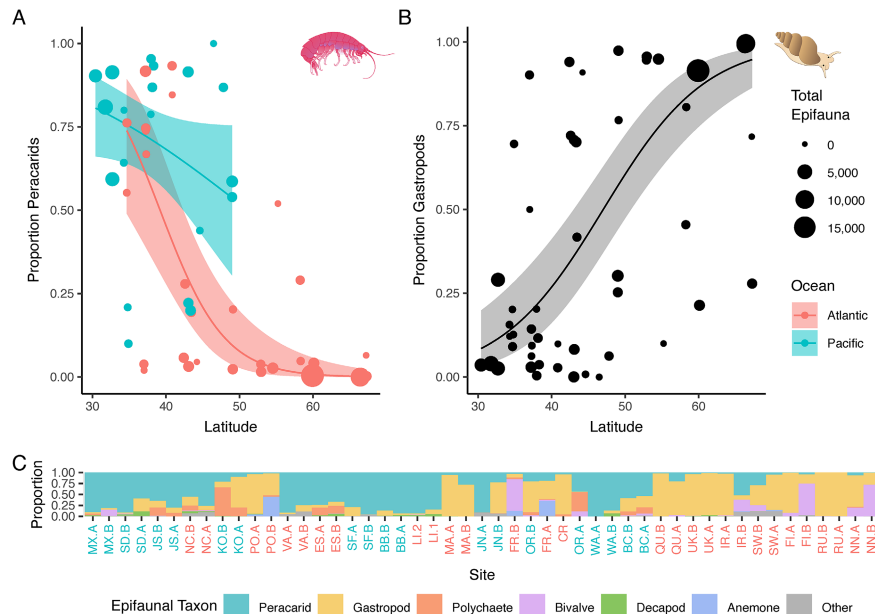 A
B
1.00
0.75
0.50
0.25
0.00
Proportion Peracarids
30
40
50
60
Latitude
1.00
0.75
0.50
0.25
0.00
Proportion Gastropods
30
40
50
60
Latitude
Total
Epifauna
0
5,000
10,000
15,000
Ocean
Atlantic
Pacific
C
Proportion
1.00
0.75
0.50
0.25
0.00
MX.A
MX.B
SD.B
SD.A
JS.B
JS.A
NC.B
NC.A
KO.B
KO.A
PO.A
PO.B
VA.A
VA.B
ES.A
ES.B
SF.A
SF.B
BB.B
BB.A
LI.2
LI.1
MA.A
MA.B
JN.A
JN.B
FR.B
OR.B
FR.A
CR
OR.A
WA.A
WA.B
BC.B
BC.A
QU.B
QU.A
UK.B
UK.A
IR.A
IR.B
SW.B
SW.A
FI.A
FI.B
RU.B
RU.A
NN.A
NN.B
Site
Epifaunal Taxon
Peracarid
Gastropod
Polychaete
Bivalve
Decapod
Anemone
Other